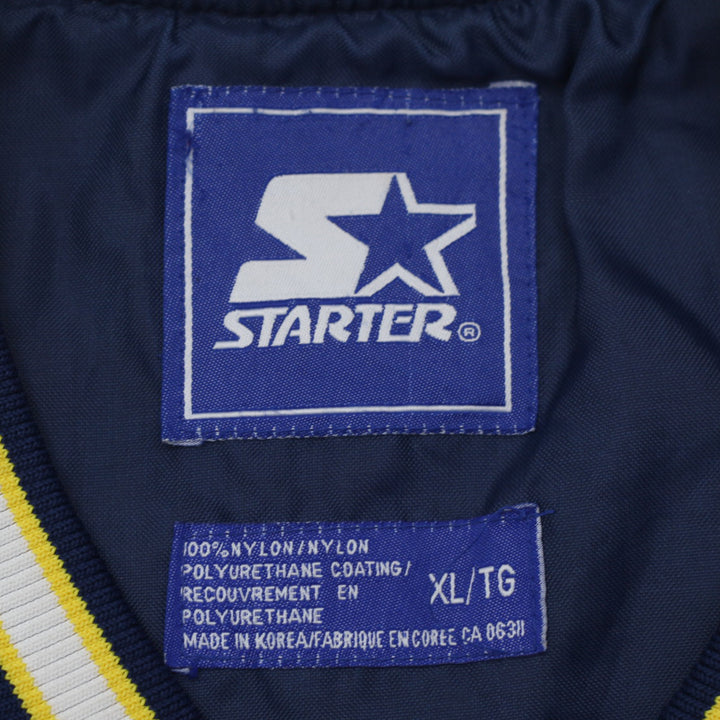 STARTER®
100% NYLON/NYLON
POLYURETHANE COATING/
RECOUVREMENT EN
POLYURETHANE
MADE IN KOREA/FABRIQUE EN COREE CA 06311
XL/TG